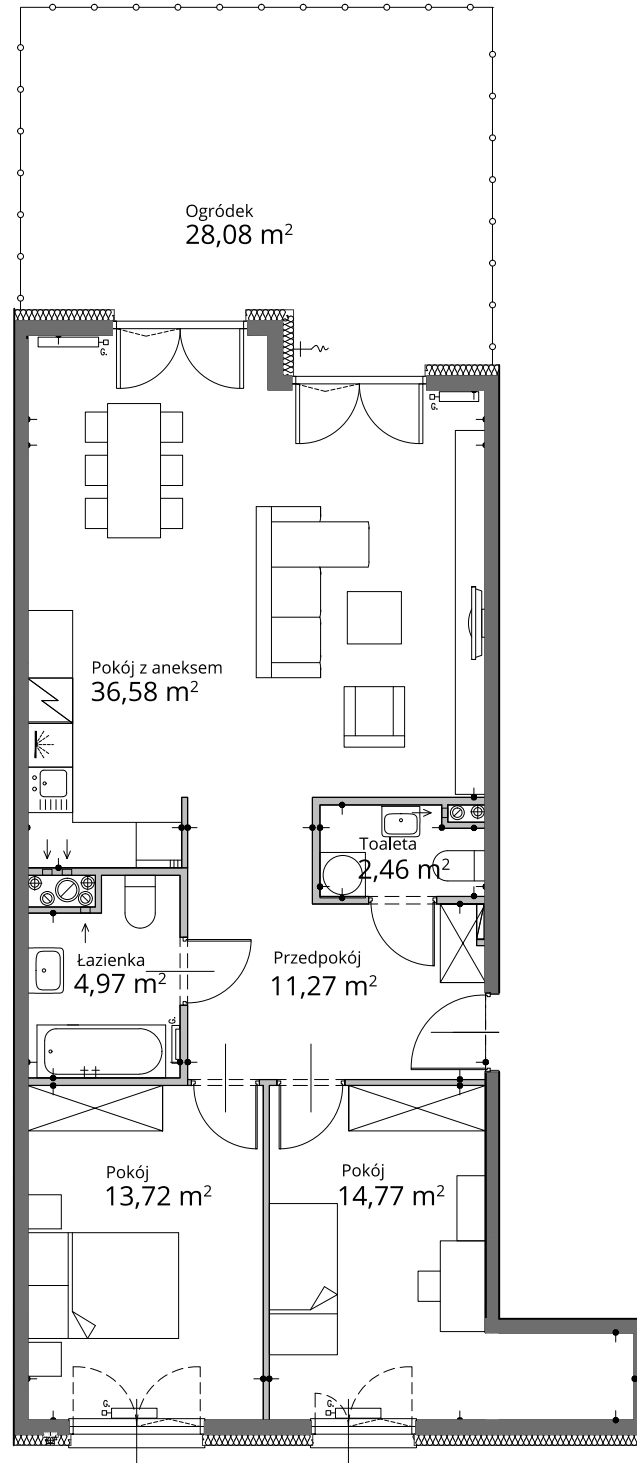 Ogródek
28,08 m²
G.
G.
Pokój z aneksem
36,58 m²
Toaleta
2,46 m²
Łazienka
4,97 m²
Przedpokój
11,27 m²
G.
Pokój
13,72 m²
Pokój
14,77 m²
G.
G.